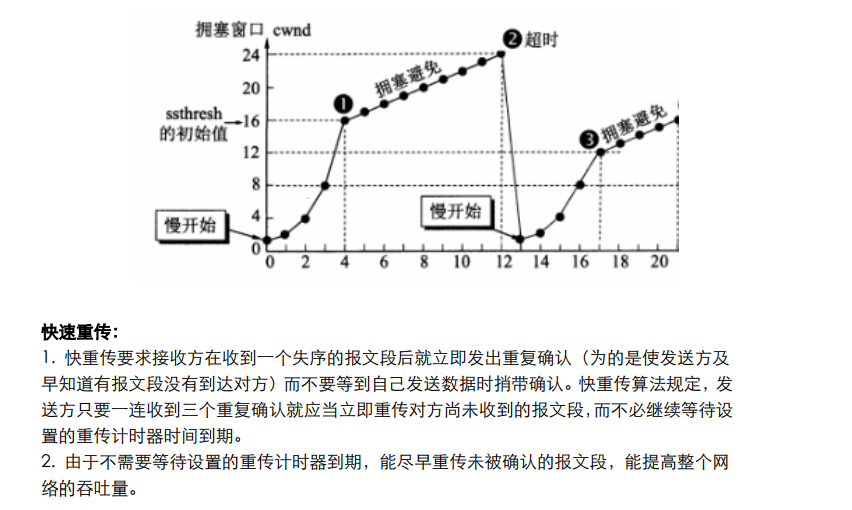 拥塞窗口 cwnd
24
❷超时
拥塞避免
20
❶
ssthresh
的初始值
16
❸拥塞避免
12
8
慢开始
慢开始
4
0
0 2 4 6 8 10 12 14 16 18 20
快速重传：
1. 快重传要求接收方在收到一个失序的报文段后就立即发出重复确认（为的是使发送方及
早知道有报文段没有到达对方）而不要等到自己发送数据时捎带确认。快重传算法规定，发
送方只要一连收到三个重复确认就应当立即重传对方尚未收到的报文段，而不必继续等待设
置的重传计时器时间到期。
2. 由于不需要等待设置的重传计时器到期，能尽早重传未被确认的报文段，能提高整个网
络的吞吐量。